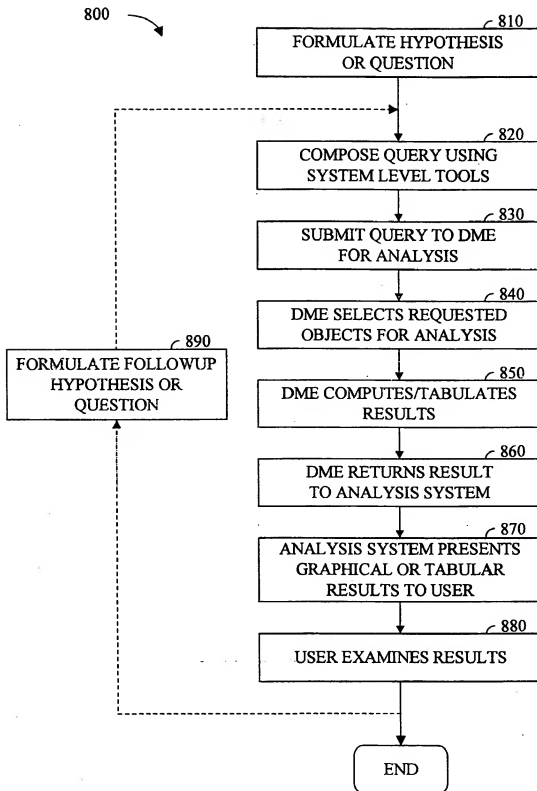 800
810
FORMULATE HYPOTHESIS
OR QUESTION
820
COMPOSE QUERY USING
SYSTEM LEVEL TOOLS
830
SUBMIT QUERY TO DME
FOR ANALYSIS
840
DME SELECTS REQUESTED
OBJECTS FOR ANALYSIS
890
FORMULATE FOLLOWUP
HYPOTHESIS OR
QUESTION
850
DME COMPUTES/TABULATES
RESULTS
860
DME RETURNS RESULT
TO ANALYSIS SYSTEM
870
ANALYSIS SYSTEM PRESENTS
GRAPHICAL OR TABULAR
RESULTS TO USER
880
USER EXAMINES RESULTS
END